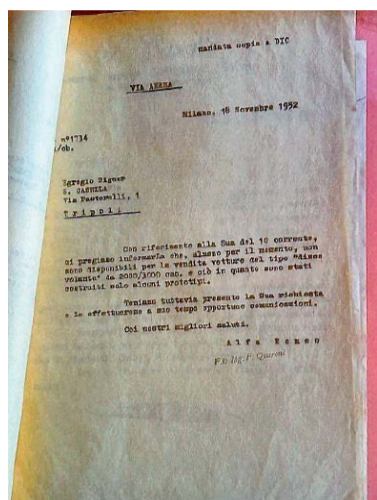 mandata copia a DIC
VIA AEREA
Milano, 18 Novembre 1952
n°1734
/ob.
Egregio Signor
Via Pastorelli, 1
Tripoli
Con riferimento alla Sua del 10 corrente,
ci pregiamo informarLa che, almeno per il momento, non
sono disponibili per la vendita vetture del tipo "disco
volante" da 2000/3000 cmc. e ciò in quanto sono stati
costruiti solo alcuni prototipi.
Teniamo tuttavia presente la Sua richiesta
e Le effettueremo a suo tempo opportune comunicazioni.
Coi nostri migliori saluti.
Alfa Romeo
F.to Ing. F. Quaroni